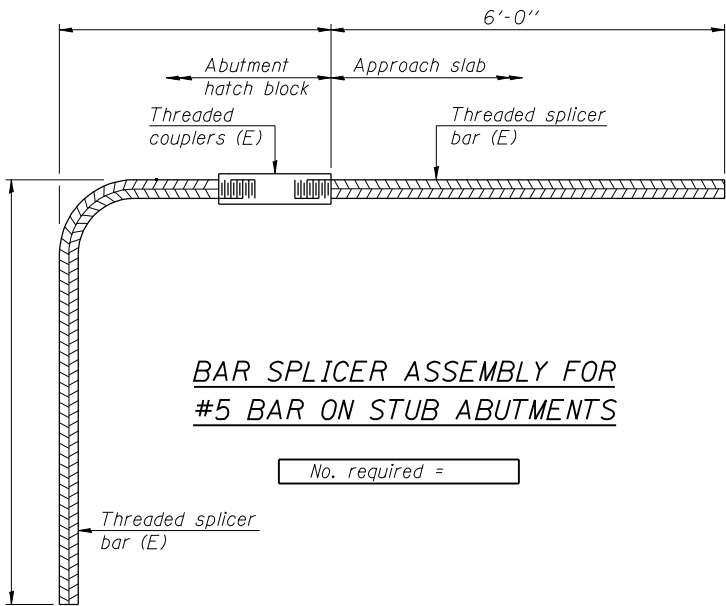 6'-0''
Abutment
hatch block
Approach slab
Threaded
couplers (E)
Threaded splicer
bar (E)
BAR SPLICER ASSEMBLY FOR
#5 BAR ON STUB ABUTMENTS
No. required =
Threaded splicer
bar (E)